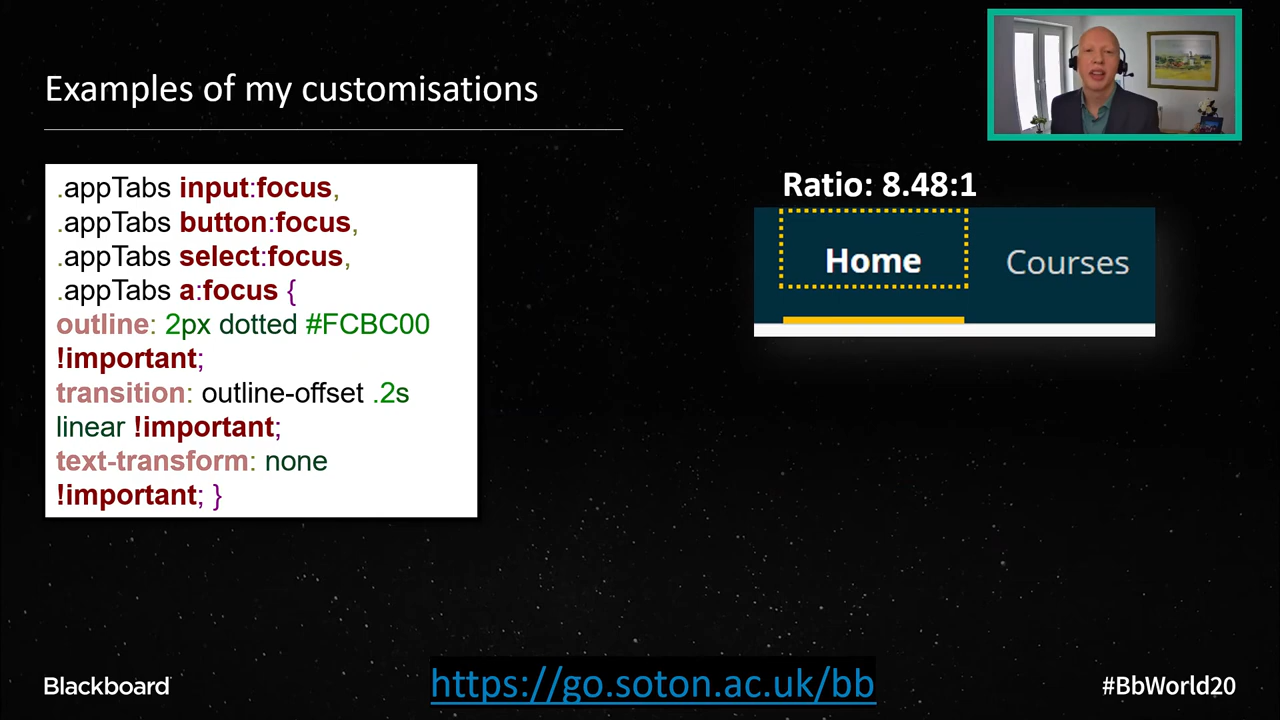 Examples of my customisations
.appTabs input:focus,
.appTabs button:focus,
.appTabs select:focus,
.appTabs a:focus {
outline: 2px dotted #FCBC00
!important;
transition: outline-offset .2s
linear !important;
text-transform: none
!important; }
Ratio: 8.48:1
Home Courses
Blackboard
https://go.soton.ac.uk/bb
#BbWorld20